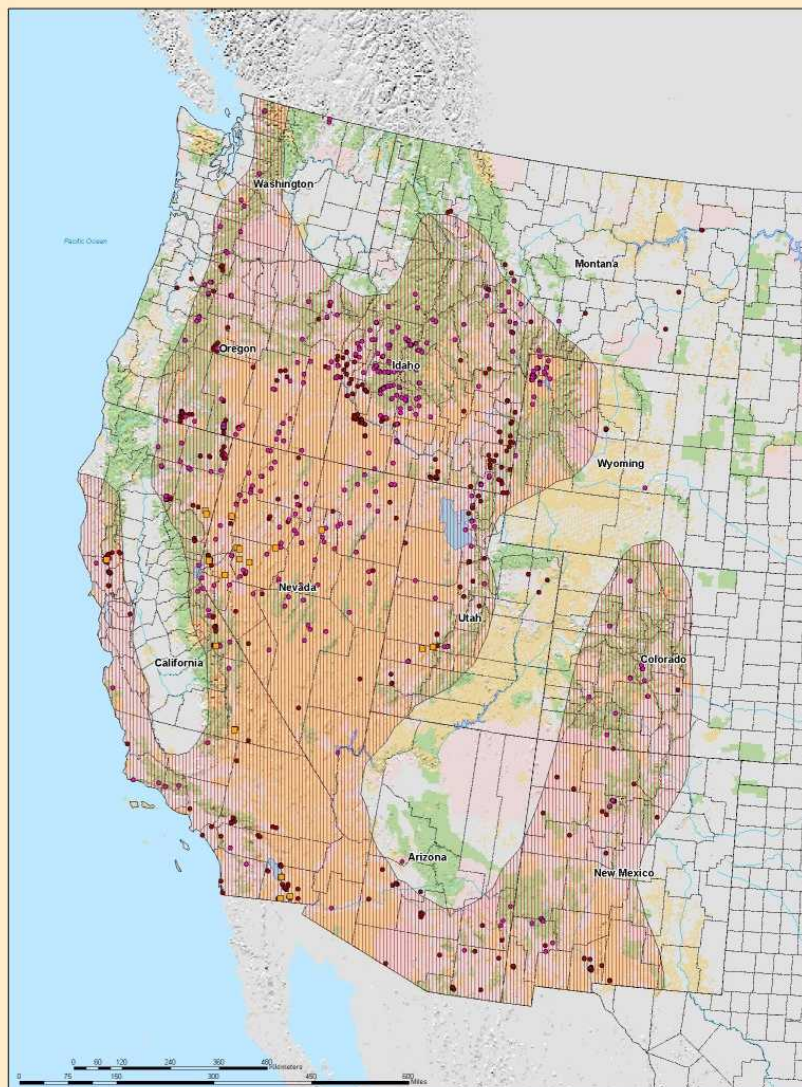 Washington
Pacific Ocean
Montana
Oregon
Idaho
Wyoming
Nevada
Utah
California
Colorado
Arizona
New Mexico
0 60 120 240 360 480
Kilometers
0 75 150 300 450 600
Miles